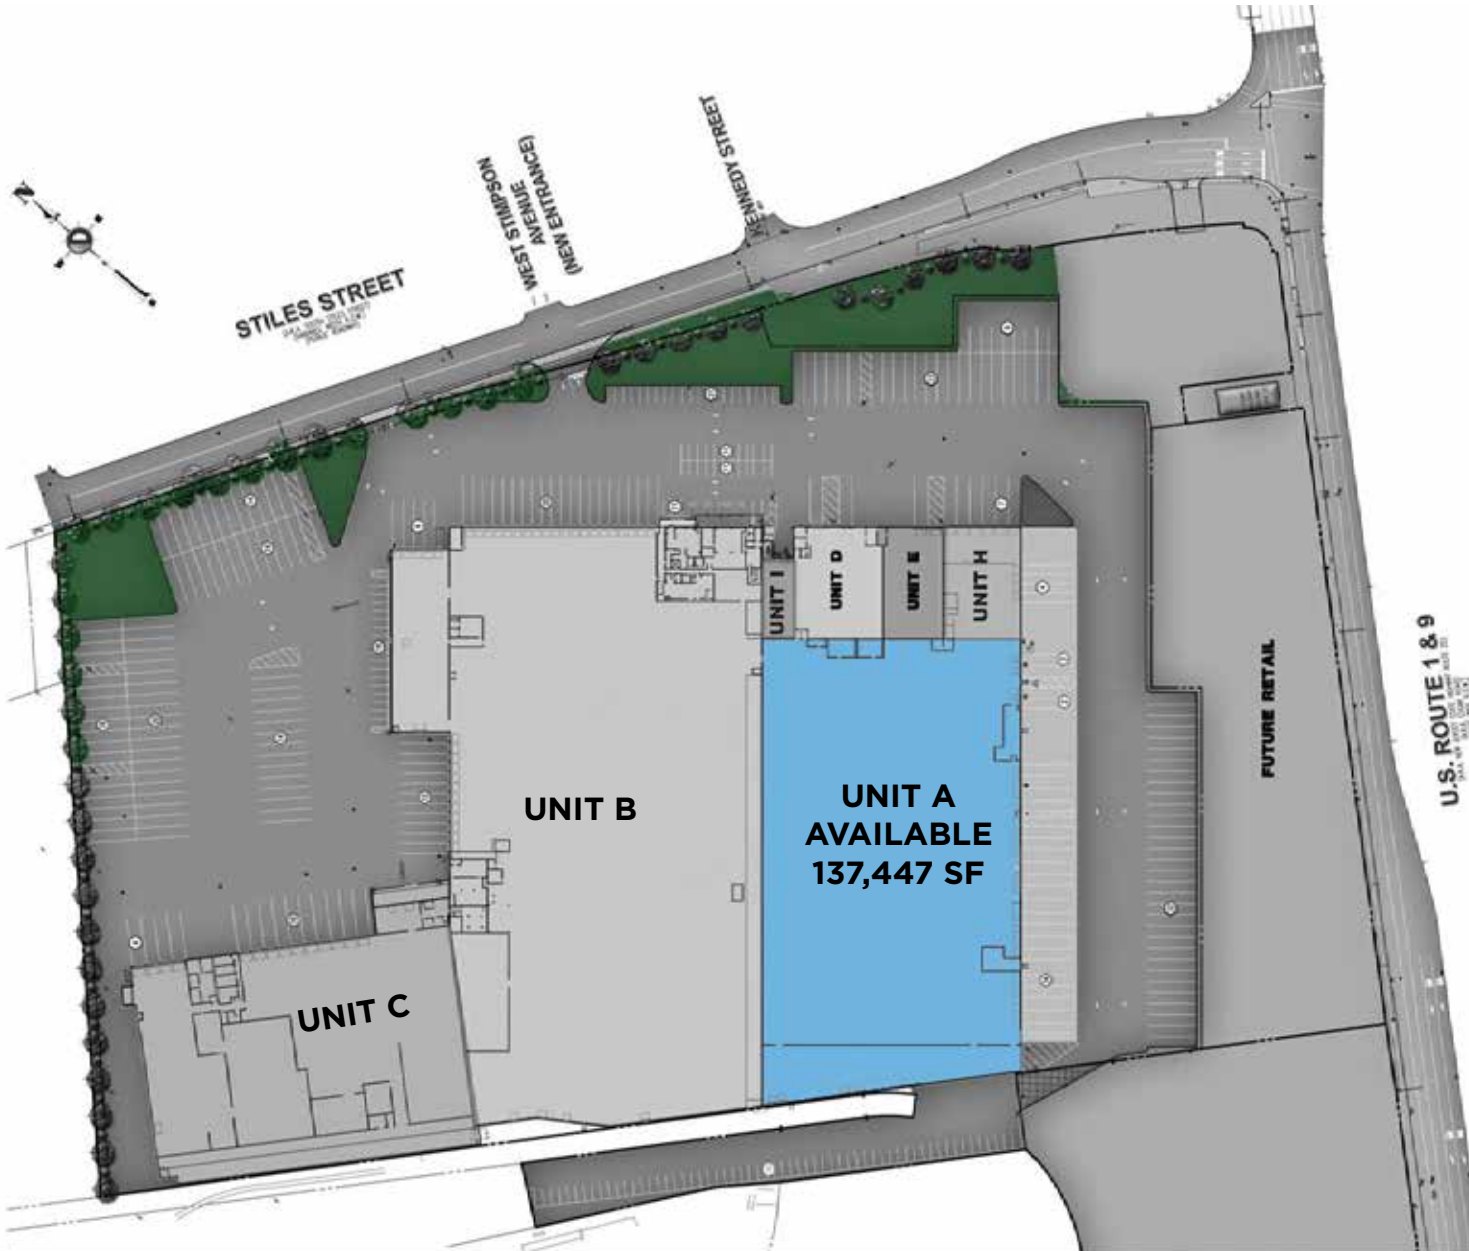 N
STILES STREET
WEST STIMPSON
AVENUE
(NEW ENTRANCE)
KENNEDY STREET
UNIT I
UNIT D
UNIT E
UNIT H
UNIT B
UNIT A
AVAILABLE
137,447 SF
UNIT C
FUTURE RETAIL
U.S. ROUTE 1 & 9